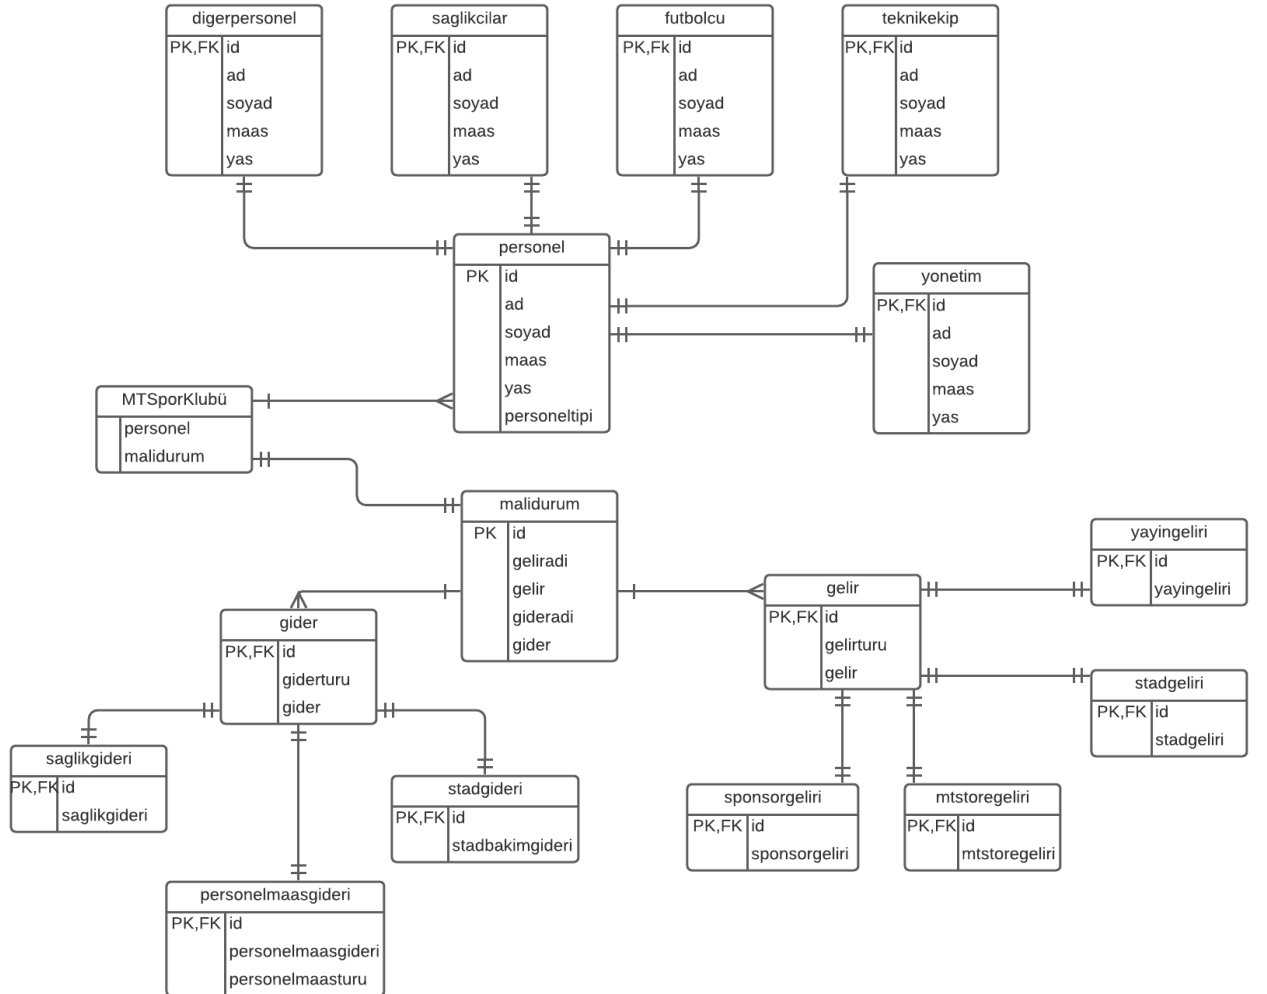 digerpersonel
PK,FK id
ad
soyad
maas
yas
saglikcilar
PK,FK id
ad
soyad
maas
yas
futbolcu
PK,Fk id
ad
soyad
maas
yas
teknikekip
PK,FK id
ad
soyad
maas
yas
personel
PK id
ad
soyad
maas
yas
personeltipi
yonetim
PK,FK id
ad
soyad
maas
yas
MTSporKlubü
personel
malidurum
malidurum
PK id
geliradi
gelir
gideradi
gider
gelir
PK,FK id
gelirturu
gelir
yayingeliri
PK,FK id
yayingeliri
stadgeliri
PK,FK id
stadgeliri
gider
PK,FK id
giderturu
gider
saglikgideri
PK,FK id
saglikgideri
stadgideri
PK,FK id
stadbakimgideri
sponsorgeliri
PK,FK id
sponsorgeliri
mtstoregeliri
PK,FK id
mtstoregeliri
personelmaasgideri
PK,FK id
personelmaasgideri
personelmaasturu